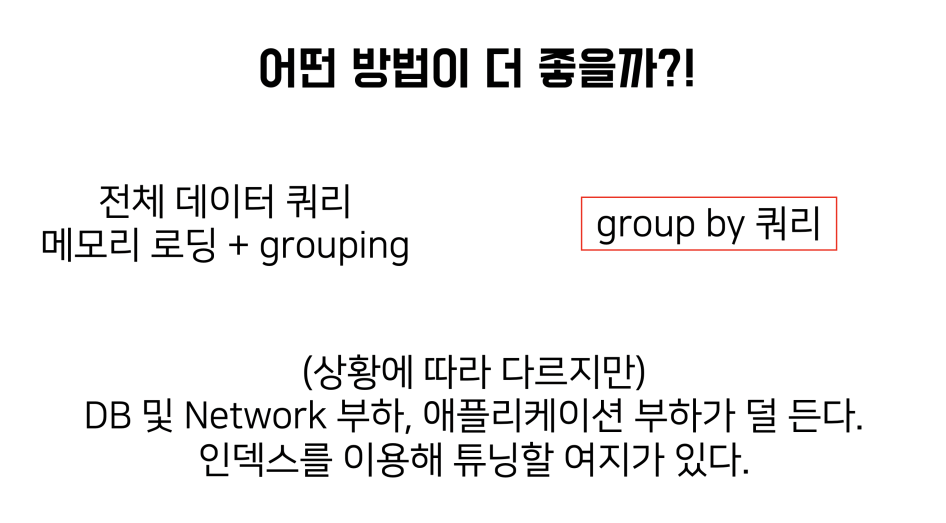 어떤 방법이 더 좋을까?!
전체 데이터 쿼리
메모리 로딩 + grouping
group by 쿼리
(상황에 따라 다르지만)
DB 및 Network 부하, 애플리케이션 부하가 덜 든다.
인덱스를 이용해 튜닝할 여지가 있다.